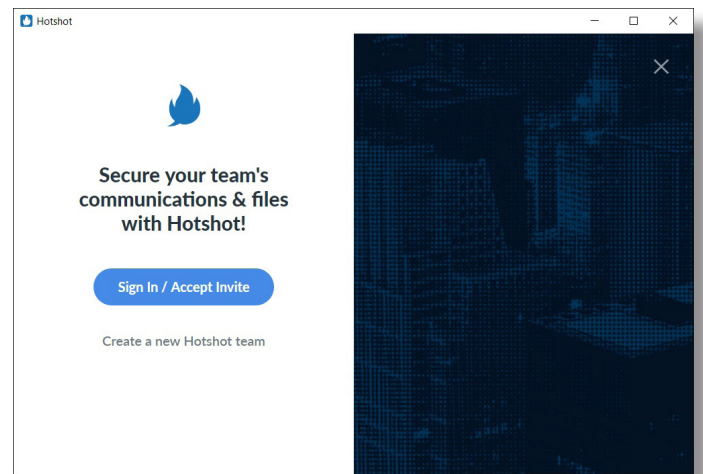 Hotshot
Secure your team's
communications & files
with Hotshot!
Sign In / Accept Invite
Create a new Hotshot team